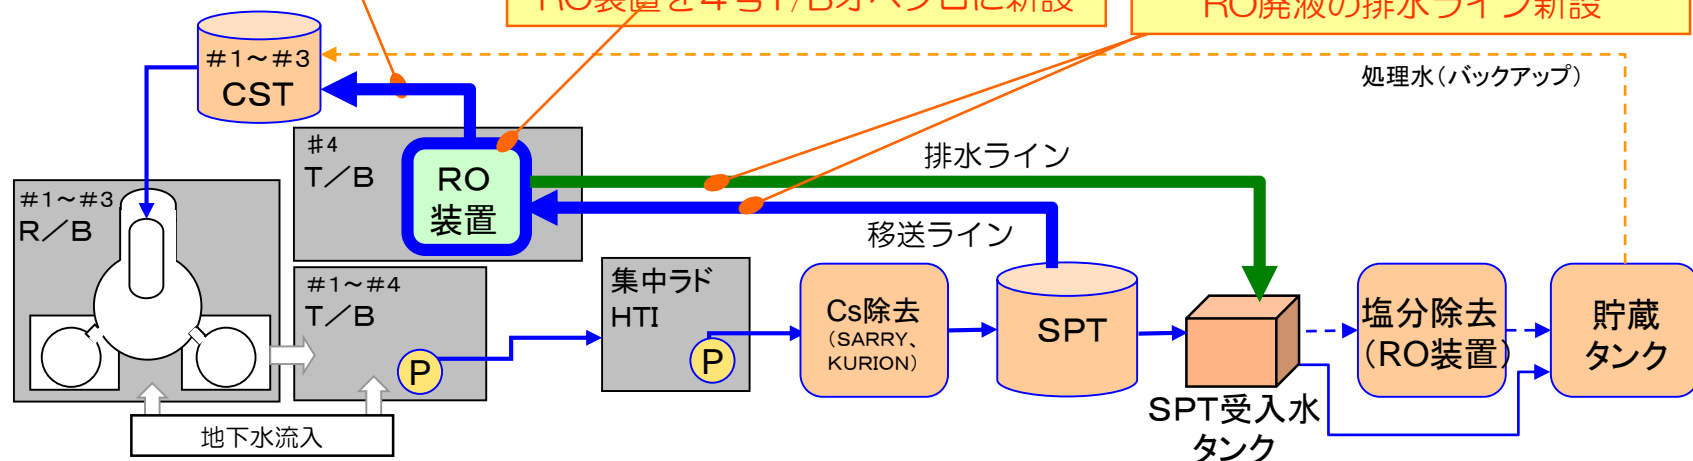 RO装置を4号T/Bオペフロに新設
RO廃液の排水ライン新設
#1～#3
CST
処理水(バックアップ)
#4
T/B
RO
装置
排水ライン
移送ライン
#1～#3
R/B
#1～#4
T/B
P
集中ラド
HTI
P
Cs除去
(SARRY、
KURION)
SPT
SPT受入水
タンク
塩分除去
(RO装置)
貯蔵
タンク
地下水流入